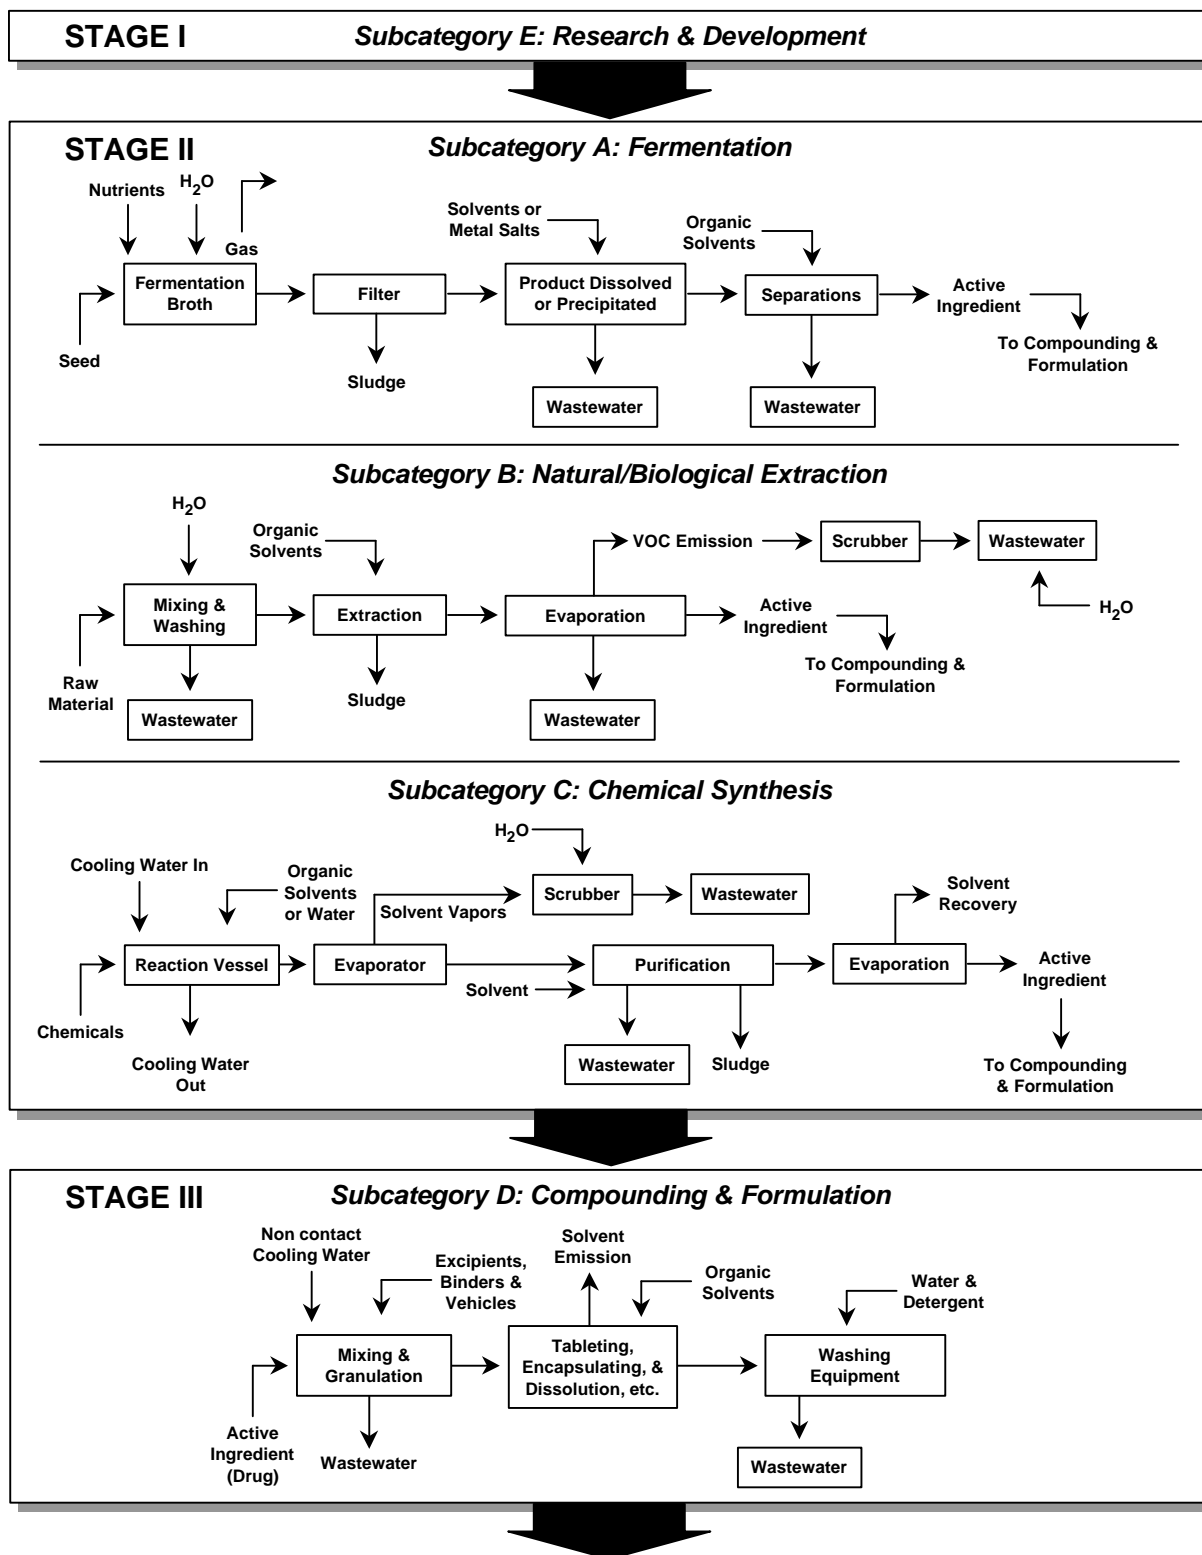 STAGE I
Subcategory E: Research & Development
STAGE II
Subcategory A: Fermentation
Nutrients
H2O
Gas
Solvents or
Metal Salts
Organic
Solvents
Fermentation
Broth
Filter
Product Dissolved
or Precipitated
Separations
Active
Ingredient
Seed
Sludge
To Compounding &
Formulation
Wastewater
Wastewater
Subcategory B: Natural/Biological Extraction
H2O
Organic
Solvents
VOC Emission
Scrubber
Wastewater
Mixing &
Washing
Extraction
Evaporation
Active
Ingredient
H2O
Raw
Material
Wastewater
Sludge
Wastewater
To Compounding &
Formulation
Subcategory C: Chemical Synthesis
H2O
Cooling Water In
Organic
Solvents
or Water
Solvent Vapors
Scrubber
Wastewater
Solvent
Recovery
Reaction Vessel
Evaporator
Purification
Evaporation
Active
Ingredient
Solvent
Chemicals
Cooling Water
Out
Wastewater
Sludge
To Compounding
& Formulation
STAGE III
Subcategory D: Compounding & Formulation
Non contact
Cooling Water
Excipients,
Binders &
Vehicles
Solvent
Emission
Organic
Solvents
Water &
Detergent
Mixing &
Granulation
Tableting,
Encapsulating, &
Dissolution, etc.
Washing
Equipment
Active
Ingredient
(Drug)
Wastewater
Wastewater